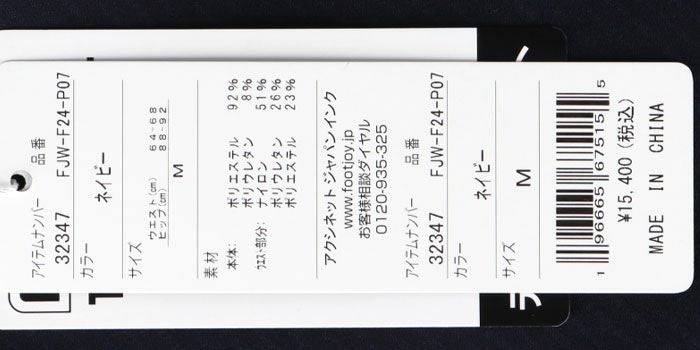 アイテムナンバー 品番
32347 FJW-F24-P07
カラー
ネイビー
サイズ
ウエスト(cm) 64-68
ヒップ(cm) 88-92
M
素材
本体: ポリエステル 92%
ポリウレタン 8%
ウエスト部分: ナイロン 51%
ポリウレタン 26%
ポリエステル 23%
アクシネットジャパンインク
www.footjoy.jp
お客様相談ダイヤル
0120-935-325
アイテムナンバー 品番
32347 FJW-F24-P07
カラー
ネイビー
サイズ
M
1 96665 67515 5
¥15,400(税込)
MADE IN CHINA